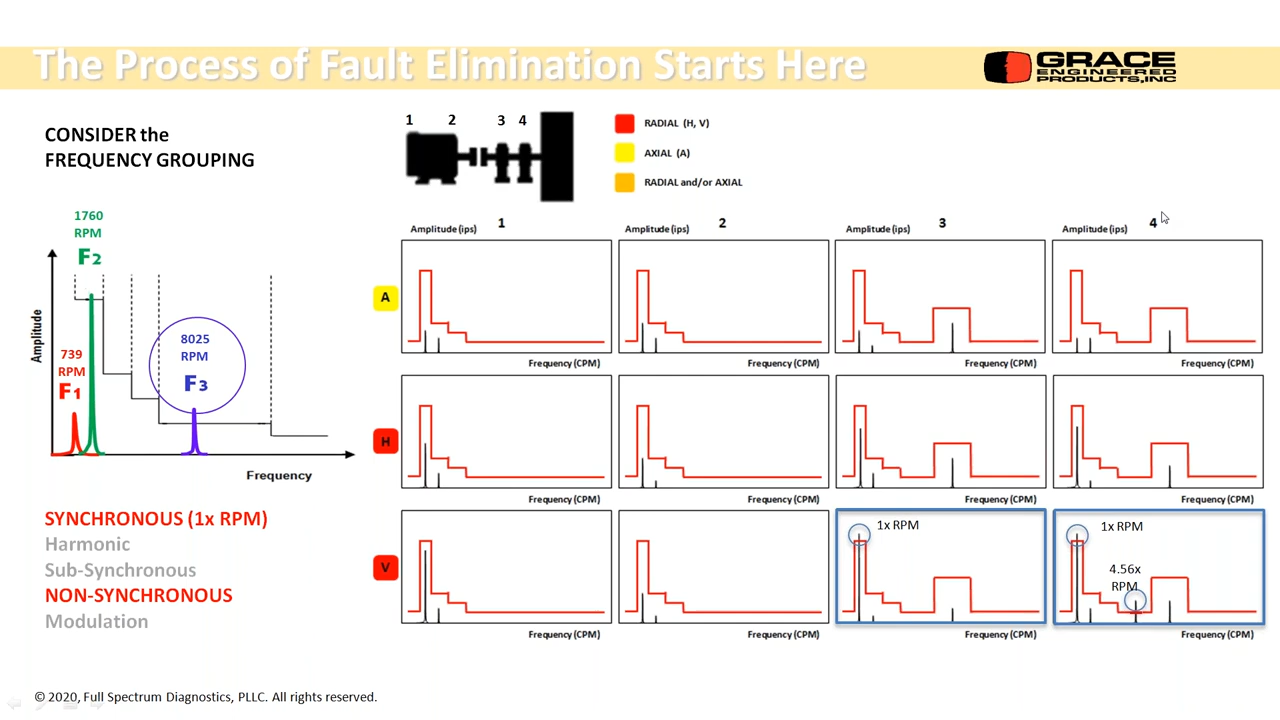 The Process of Fault Elimination Starts Here
GRACE
ENGINEERED
PRODUCTS, INC
CONSIDER the
FREQUENCY GROUPING
1 2 3 4
RADIAL (H, V)
AXIAL (A)
RADIAL and/or AXIAL
1760
RPM
F2
739
RPM
F1
8025
RPM
F3
Amplitude
Frequency
Amplitude (ips) 1
Amplitude (ips) 2
Amplitude (ips) 3
Amplitude (ips) 4
A
Frequency (CPM)
Frequency (CPM)
Frequency (CPM)
Frequency (CPM)
H
Frequency (CPM)
Frequency (CPM)
Frequency (CPM)
Frequency (CPM)
V
1x RPM
1x RPM
4.56x
RPM
Frequency (CPM)
Frequency (CPM)
Frequency (CPM)
Frequency (CPM)
SYNCHRONOUS (1x RPM)
Harmonic
Sub-Synchronous
NON-SYNCHRONOUS
Modulation
© 2020, Full Spectrum Diagnostics, PLLC. All rights reserved.